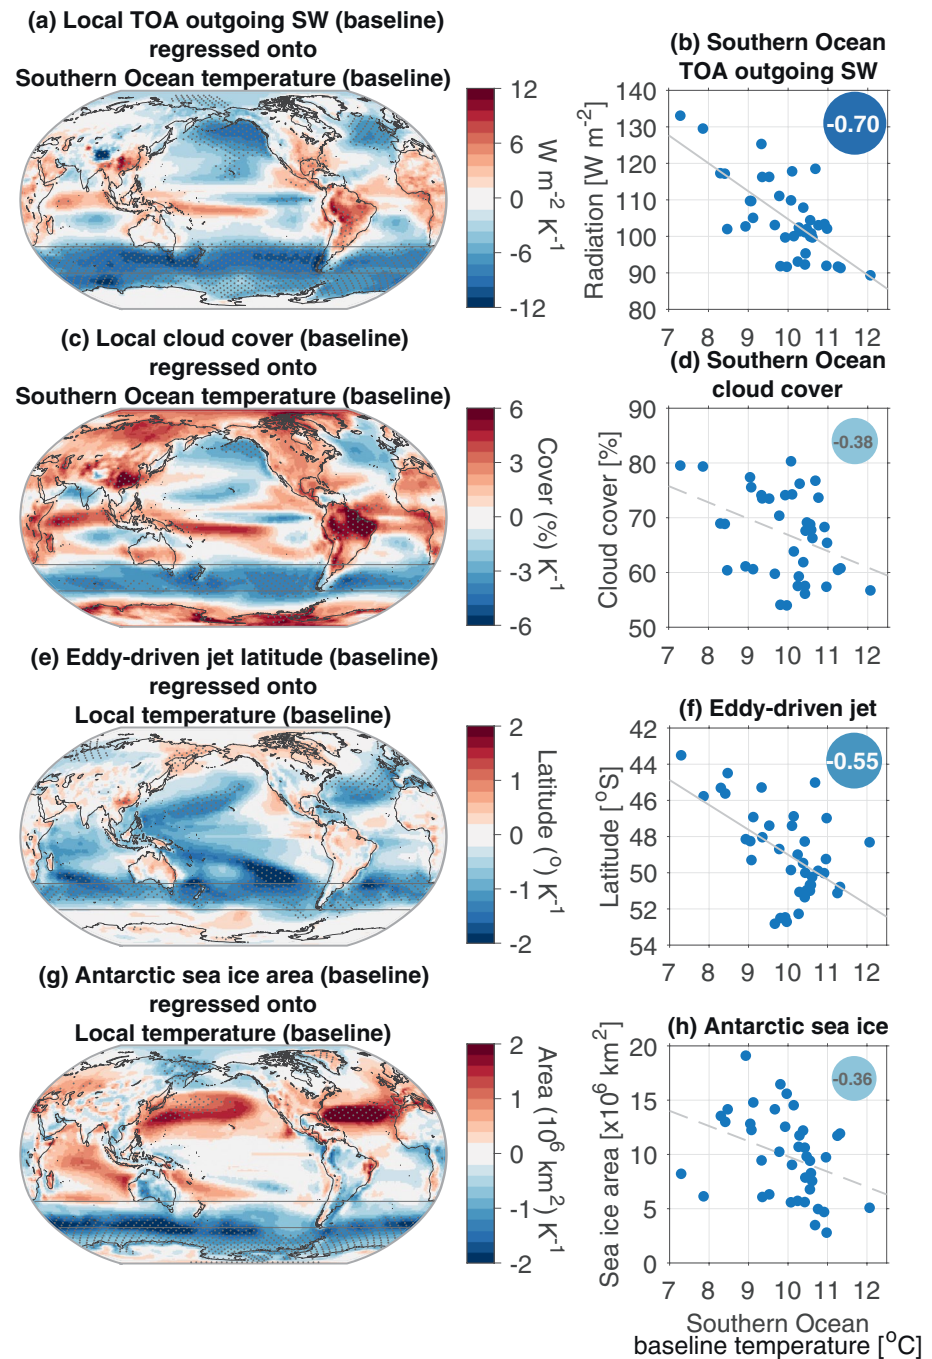 (a) Local TOA outgoing SW (baseline)
regressed onto
Southern Ocean temperature (baseline)
12
6
0
-6
-12
W m-2 K-1
(b) Southern Ocean
TOA outgoing SW
140
130
120
110
100
90
80
Radiation [W m-2]
-0.70
7 8 9 10 11 12
(c) Local cloud cover (baseline)
regressed onto
Southern Ocean temperature (baseline)
6
3
0
-3
-6
Cover (%) K-1
(d) Southern Ocean
cloud cover
90
80
70
60
50
Cloud cover [%]
-0.38
7 8 9 10 11 12
(e) Eddy-driven jet latitude (baseline)
regressed onto
Local temperature (baseline)
2
1
0
-1
-2
Latitude (o) K-1
(f) Eddy-driven jet
42
44
46
48
50
52
54
Latitude [oS]
-0.55
7 8 9 10 11 12
(g) Antarctic sea ice area (baseline)
regressed onto
Local temperature (baseline)
2
1
0
-1
-2
Area (106 km2) K-1
(h) Antarctic sea ice
20
15
10
5
0
Sea ice area [x106 km2]
-0.36
7 8 9 10 11 12
Southern Ocean
baseline temperature [oC]